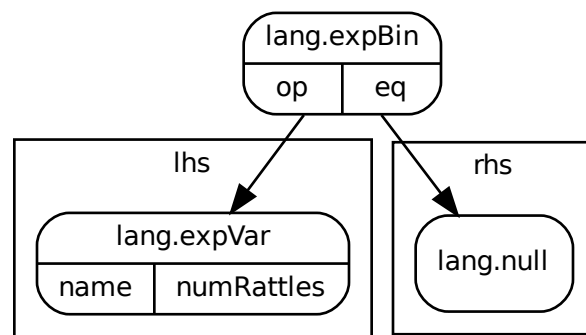 lang.expBin
op eq
lhs
rhs
lang.expVar
name numRattles
lang.null